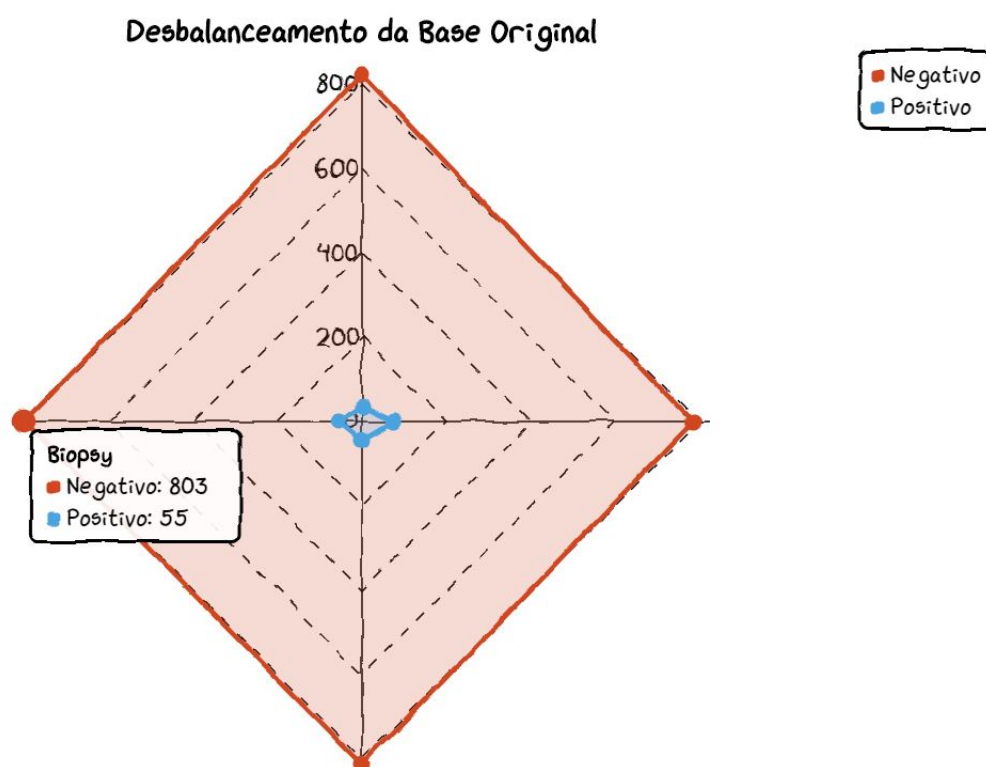 Desbalanceamento da Base Original
Negativo
Positivo
800
600
400
200
0
Biopsy
Negativo: 803
Positivo: 55